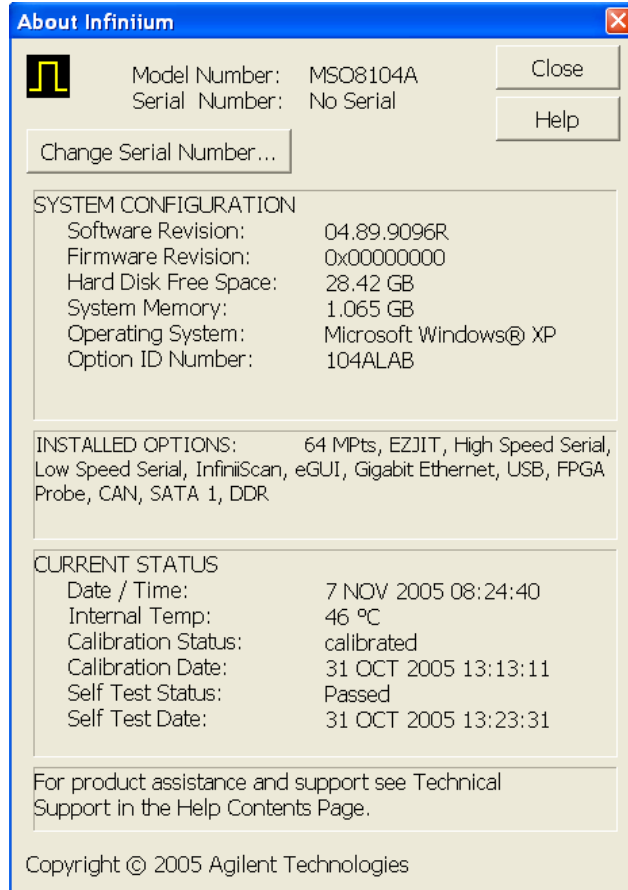 About Infiniium
Model Number: MSO8104A
Serial Number: No Serial
Close
Help
Change Serial Number...
SYSTEM CONFIGURATION
Software Revision: 04.89.9096R
Firmware Revision: 0x00000000
Hard Disk Free Space: 28.42 GB
System Memory: 1.065 GB
Operating System: Microsoft Windows® XP
Option ID Number: 104ALAB
INSTALLED OPTIONS: 64 MPts, EZJIT, High Speed Serial,
Low Speed Serial, InfiniiScan, eGUI, Gigabit Ethernet, USB, FPGA
Probe, CAN, SATA 1, DDR
CURRENT STATUS
Date / Time: 7 NOV 2005 08:24:40
Internal Temp: 46 ºC
Calibration Status: calibrated
Calibration Date: 31 OCT 2005 13:13:11
Self Test Status: Passed
Self Test Date: 31 OCT 2005 13:23:31
For product assistance and support see Technical
Support in the Help Contents Page.
Copyright © 2005 Agilent Technologies